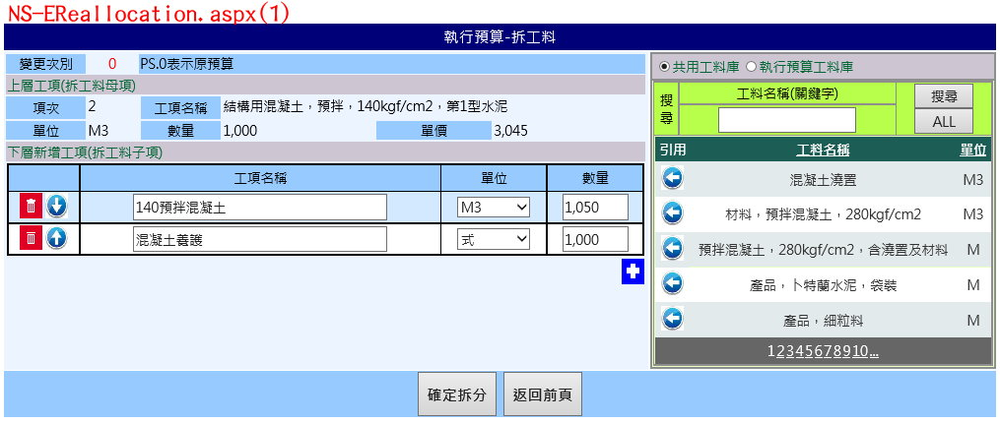 NS-EReallocation.aspx(1)
執行預算-拆工料
變更次別 0 PS.0表示原預算
上層工項(拆工料母項)
項次 2 工項名稱 結構用混凝土，預拌，140kgf/cm2，第1型水泥
單位 M3 數量 1,000 單價 3,045
下層新增工項(拆工料子項)
工項名稱 單位 數量
140預拌混凝土 M3 1,050
混凝土養護 式 1,000
共用工料庫 執行預算工料庫
搜尋 工料名稱(關鍵字) 搜尋
ALL
引用 工料名稱 單位
混凝土澆置 M3
材料，預拌混凝土，280kgf/cm2 M3
預拌混凝土，280kgf/cm2，含澆置及材料 M
產品，卜特蘭水泥，袋裝 M
產品，細粒料 M
12345678910...
確定拆分 返回前頁